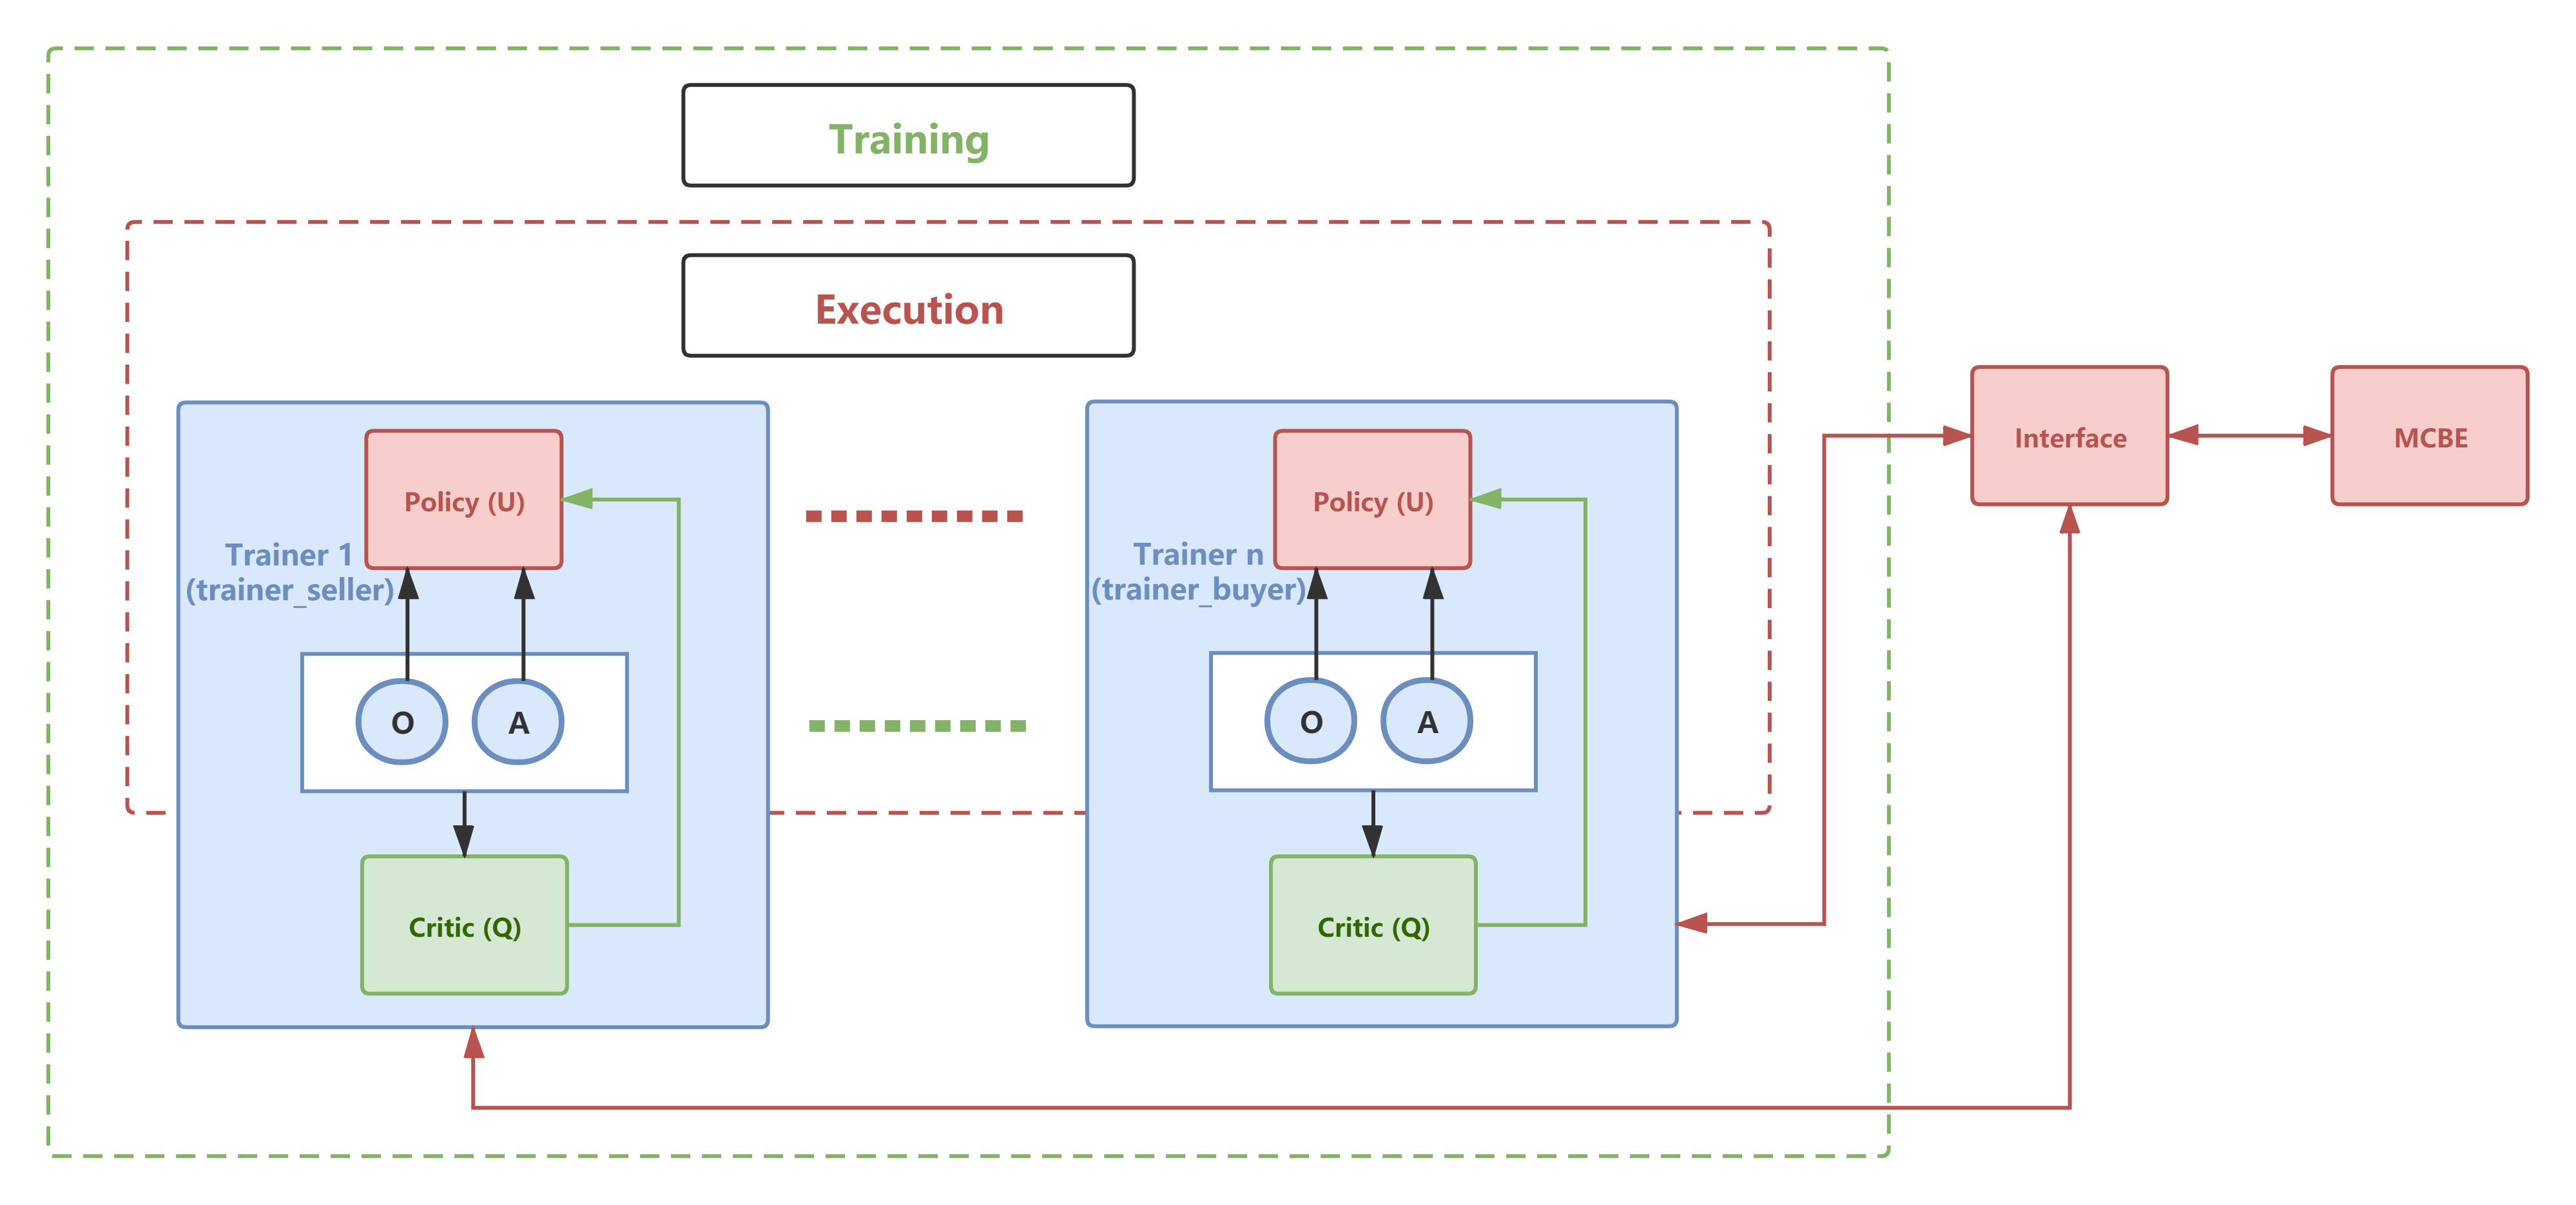 Training
Execution
Policy (U)
Trainer 1
(trainer_seller)
O
A
Critic (Q)
Policy (U)
Trainer n
(trainer_buyer)
O
A
Critic (Q)
Interface
MCBE